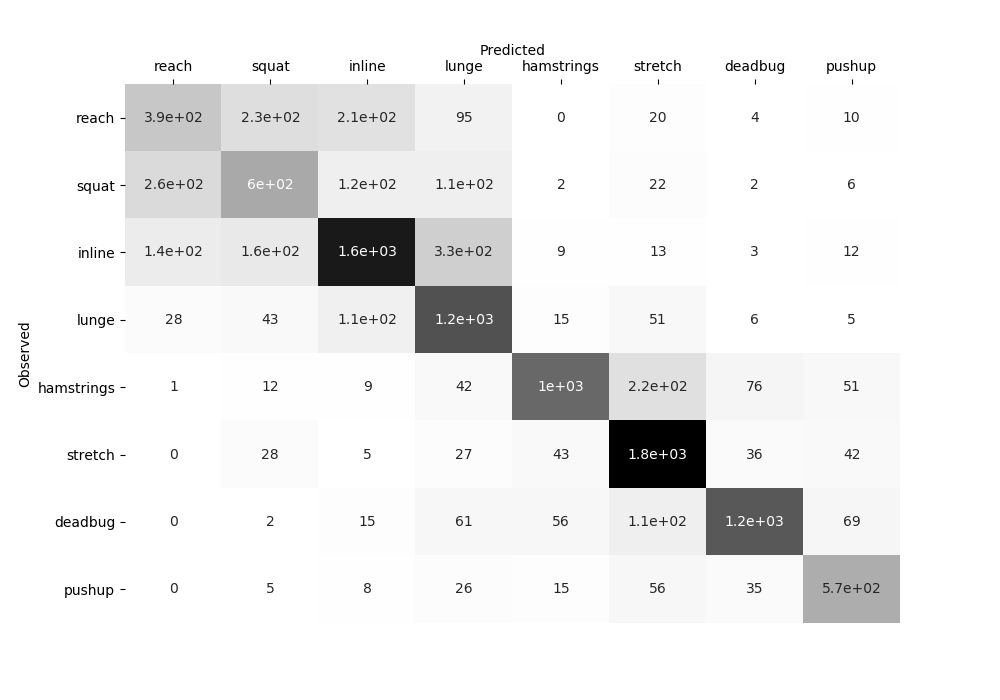 Predicted
reach squat inline lunge hamstrings stretch deadbug pushup
reach 3.9e+02 2.3e+02 2.1e+02 95 0 20 4 10
squat 2.6e+02 6e+02 1.2e+02 1.1e+02 2 22 2 6
inline 1.4e+02 1.6e+02 1.6e+03 3.3e+02 9 13 3 12
lunge 28 43 1.1e+02 1.2e+03 15 51 6 5
Observed
hamstrings 1 12 9 42 1e+03 2.2e+02 76 51
stretch 0 28 5 27 43 1.8e+03 36 42
deadbug 0 2 15 61 56 1.1e+02 1.2e+03 69
pushup 0 5 8 26 15 56 35 5.7e+02